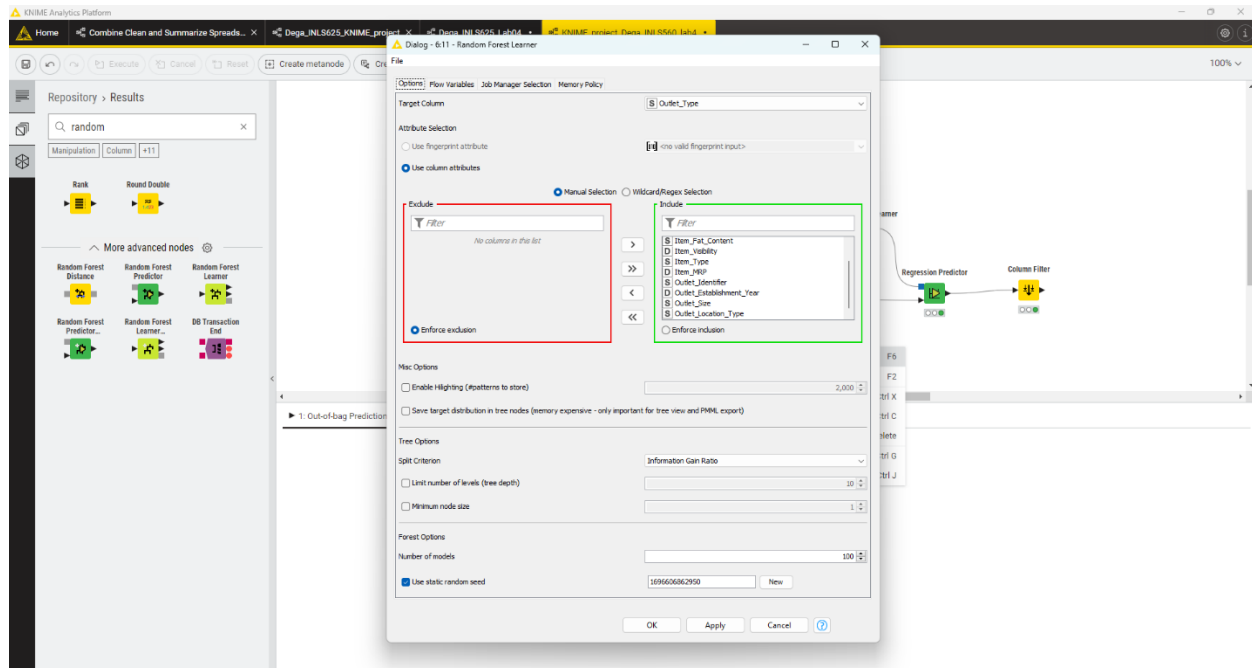 KNIME Analytics Platform
Home
Combine Clean and Summarize Spreads...
Dega_INLS625_KNIME_project
Dega_INLS625_Lab04
KNIME_project_Dega_INLS560_lab4
Execute
Cancel
Reset
Create metanode
100%
Repository > Results
random
Manipulation
Column
+11
Rank
Round Double
More advanced nodes
Random Forest Distance
Random Forest Predictor
Random Forest Learner
Random Forest Predictor...
Random Forest Learner...
DB Transaction End
Dialog - 6:11 - Random Forest Learner
File
Options
Flow Variables
Job Manager Selection
Memory Policy
Target Column
S Outlet_Type
Attribute Selection
Use fingerprint attribute
<no valid fingerprint input>
Use column attributes
Manual Selection
Wildcard/Regex Selection
Exclude
Filter
No columns in this list
Enforce exclusion
Include
Filter
S Item_Fat_Content
D Item_Visibility
S Item_Type
D Item_MRP
S Outlet_Identifier
D Outlet_Establishment_Year
S Outlet_Size
S Outlet_Location_Type
Enforce inclusion
Misc Options
Enable Hilighting (#patterns to store)
2,000
Save target distribution in tree nodes (memory expensive - only important for tree view and PMML export)
Tree Options
Split Criterion
Information Gain Ratio
Limit number of levels (tree depth)
10
Minimum node size
1
Forest Options
Number of models
100
Use static random seed
1696606862950
New
OK
Apply
Cancel
Regression Predictor
Column Filter
F6
F2
trl X
trl C
elete
trl G
trl J
1: Out-of-bag Prediction